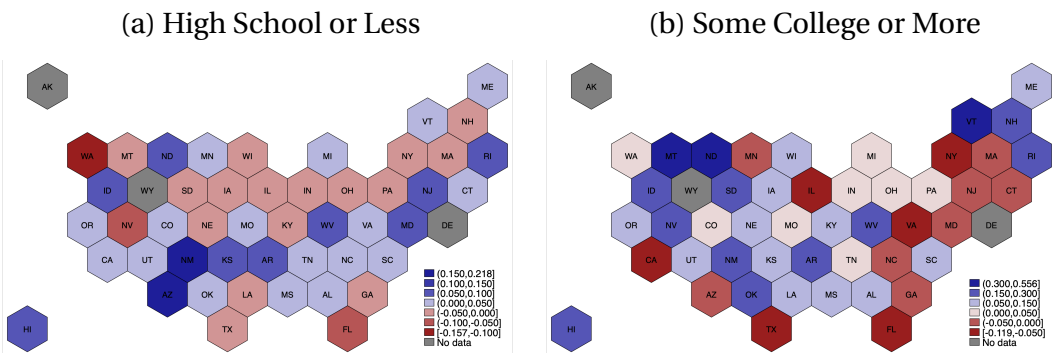 (a) High School or Less
AK
ME
VT NH
WA MT ND MN WI MI NY MA RI
ID WY SD IA IL IN OH PA NJ CT
OR NV CO NE MO KY WV VA MD DE
CA UT NM KS AR TN NC SC
AZ OK LA MS AL GA
HI TX FL
(0.150,0.218]
(0.100,0.150]
(0.050,0.100]
(0.000,0.050]
(-0.050,0.000]
(-0.100,-0.050]
[-0.157,-0.100]
No data
(b) Some College or More
AK
ME
VT NH
WA MT ND MN WI MI NY MA RI
ID WY SD IA IL IN OH PA NJ CT
OR NV CO NE MO KY WV VA MD DE
CA UT NM KS AR TN NC SC
AZ OK LA MS AL GA
HI TX FL
(0.300,0.556]
(0.150,0.300]
(0.050,0.150]
(0.000,0.050]
(-0.050,0.000]
[-0.119,-0.050]
No data